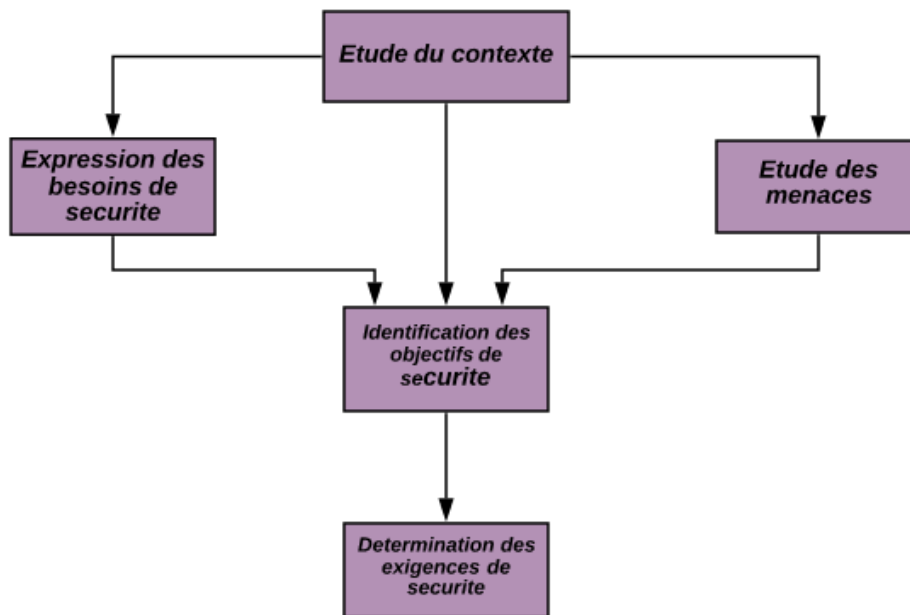 Etude du contexte
Expression des
besoins de
securite
Etude des
menaces
Identification des
objectifs de
securite
Determination des
exigences de
securite